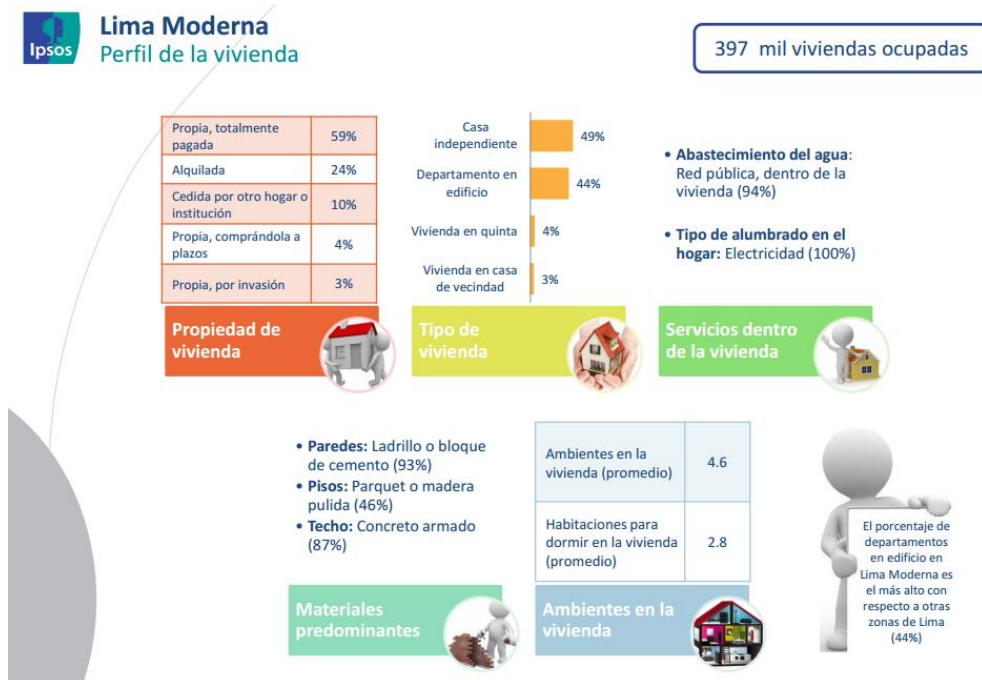 Ipsos
Lima Moderna
Perfil de la vivienda
397 mil viviendas ocupadas
Propia, totalmente
pagada
59%
Alquilada
24%
Cedida por otro hogar o
institución
10%
Propia, comprándola a
plazos
4%
Propia, por invasión
3%
Propiedad de
vivienda
Casa
independiente
49%
Departamento en
edificio
44%
Vivienda en quinta
4%
Vivienda en casa
de vecindad
3%
Tipo de
vivienda
• Abastecimiento del agua:
Red pública, dentro de la
vivienda (94%)
• Tipo de alumbrado en el
hogar: Electricidad (100%)
Servicios dentro
de la vivienda
• Paredes: Ladrillo o bloque
de cemento (93%)
• Pisos: Parquet o madera
pulida (46%)
• Techo: Concreto armado
(87%)
Materiales
predominantes
Ambientes en la
vivienda (promedio)
4.6
Habitaciones para
dormir en la vivienda
(promedio)
2.8
Ambientes en la
vivienda
El porcentaje de
departamentos
en edificio en
Lima Moderna es
el más alto con
respecto a otras
zonas de Lima
(44%)